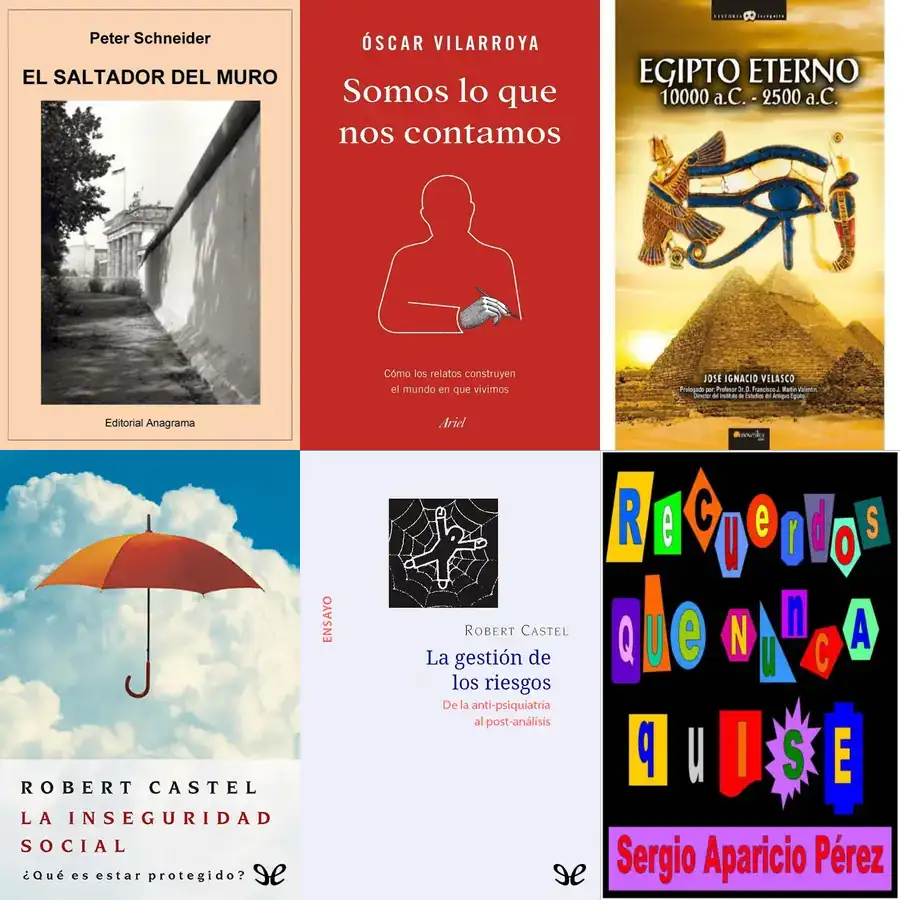 Peter Schneider
EL SALTADOR DEL MURO
Editorial Anagrama
ÓSCAR VILARROYA
Somos lo que
nos contamos
Cómo los relatos construyen
el mundo en que vivimos
Ariel
HISTORIA Incógnita
EGIPTO ETERNO
10000 a.C. - 2500 a.C.
JOSÉ IGNACIO VELASCO
Prologado por: Profesor Dr. D. Francisco J. Martín Valentín.
Director del Instituto de Estudios del Antiguo Egipto
nowtilus
ROBERT CASTEL
LA INSEGURIDAD
SOCIAL
¿Qué es estar protegido?
ENSAYO
ROBERT CASTEL
La gestión de
los riesgos
De la anti-psiquiatría
al post-análisis
ReCuerdos
QUe NuncA
quISE
Sergio Aparicio Pérez